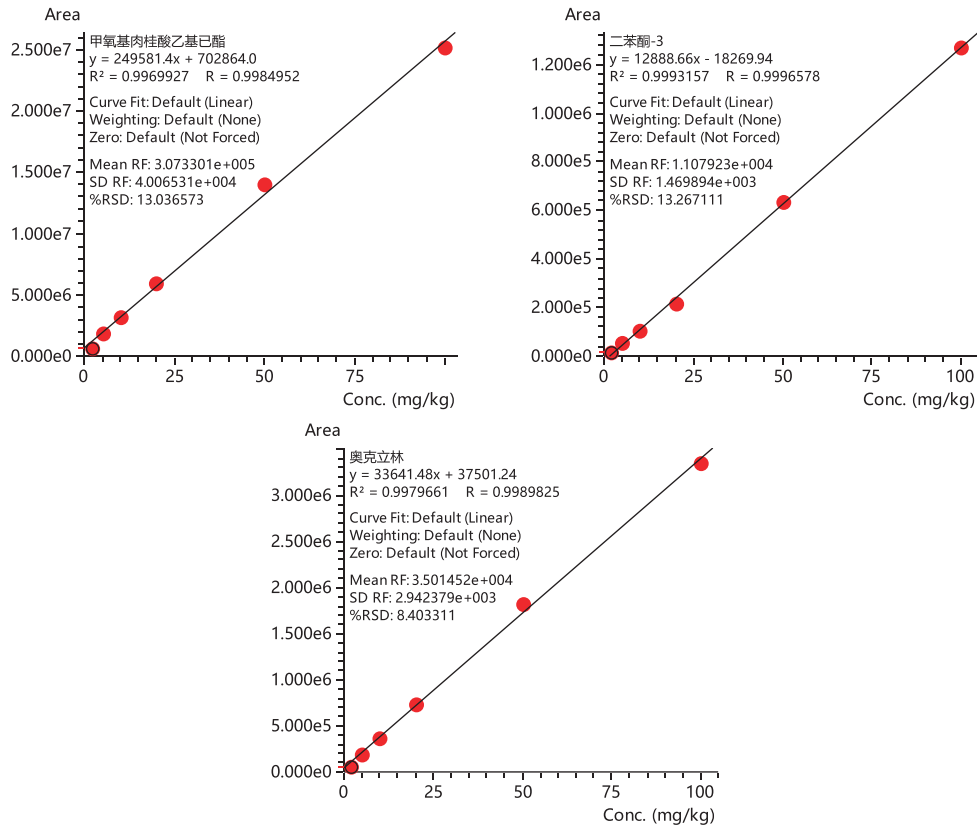 Area
甲氧基肉桂酸乙基已酯
y = 249581.4x + 702864.0
R² = 0.9969927 R = 0.9984952
Curve Fit: Default (Linear)
Weighting: Default (None)
Zero: Default (Not Forced)
Mean RF: 3.073301e+005
SD RF: 4.006531e+004
%RSD: 13.036573
2.500e7
2.000e7
1.500e7
1.000e7
5.000e6
0.000e0
0 25 50 75
Conc. (mg/kg)
Area
二苯酮-3
y = 12888.66x - 18269.94
R² = 0.9993157 R = 0.9996578
Curve Fit: Default (Linear)
Weighting: Default (None)
Zero: Default (Not Forced)
Mean RF: 1.107923e+004
SD RF: 1.469894e+003
%RSD: 13.267111
1.200e6
1.000e6
8.000e5
6.000e5
4.000e5
2.000e5
0.000e0
0 25 50 75 100
Conc. (mg/kg)
Area
奥克立林
y = 33641.48x + 37501.24
R² = 0.9979661 R = 0.9989825
Curve Fit: Default (Linear)
Weighting: Default (None)
Zero: Default (Not Forced)
Mean RF: 3.501452e+004
SD RF: 2.942379e+003
%RSD: 8.403311
3.000e6
2.500e6
2.000e6
1.500e6
1.000e6
5.000e5
0.000e0
0 25 50 75 100
Conc. (mg/kg)